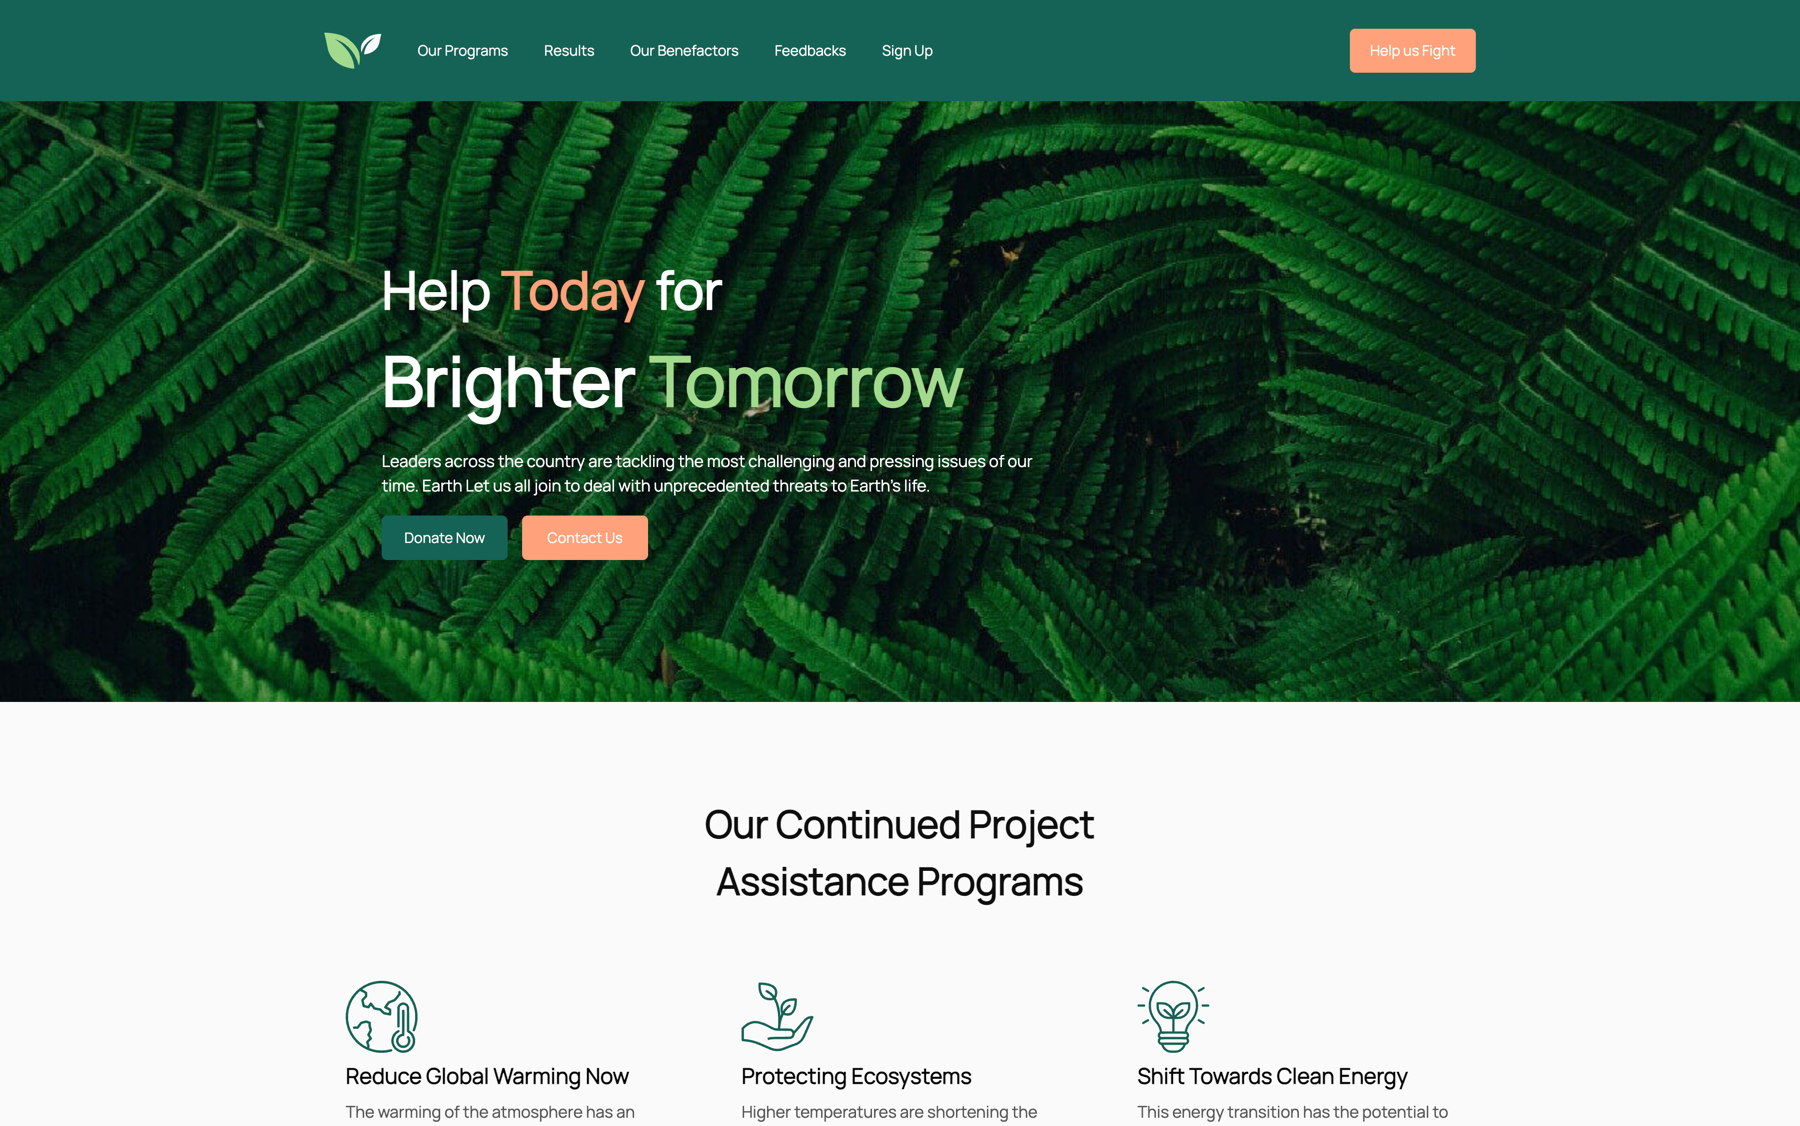 Our Programs
Results
Our Benefactors
Feedbacks
Sign Up
Help us Fight
Help Today for
Brighter Tomorrow
Leaders across the country are tackling the most challenging and pressing issues of our
time. Earth Let us all join to deal with unprecedented threats to Earth's life.
Donate Now
Contact Us
Our Continued Project
Assistance Programs
Reduce Global Warming Now
The warming of the atmosphere has an
Protecting Ecosystems
Higher temperatures are shortening the
Shift Towards Clean Energy
This energy transition has the potential to